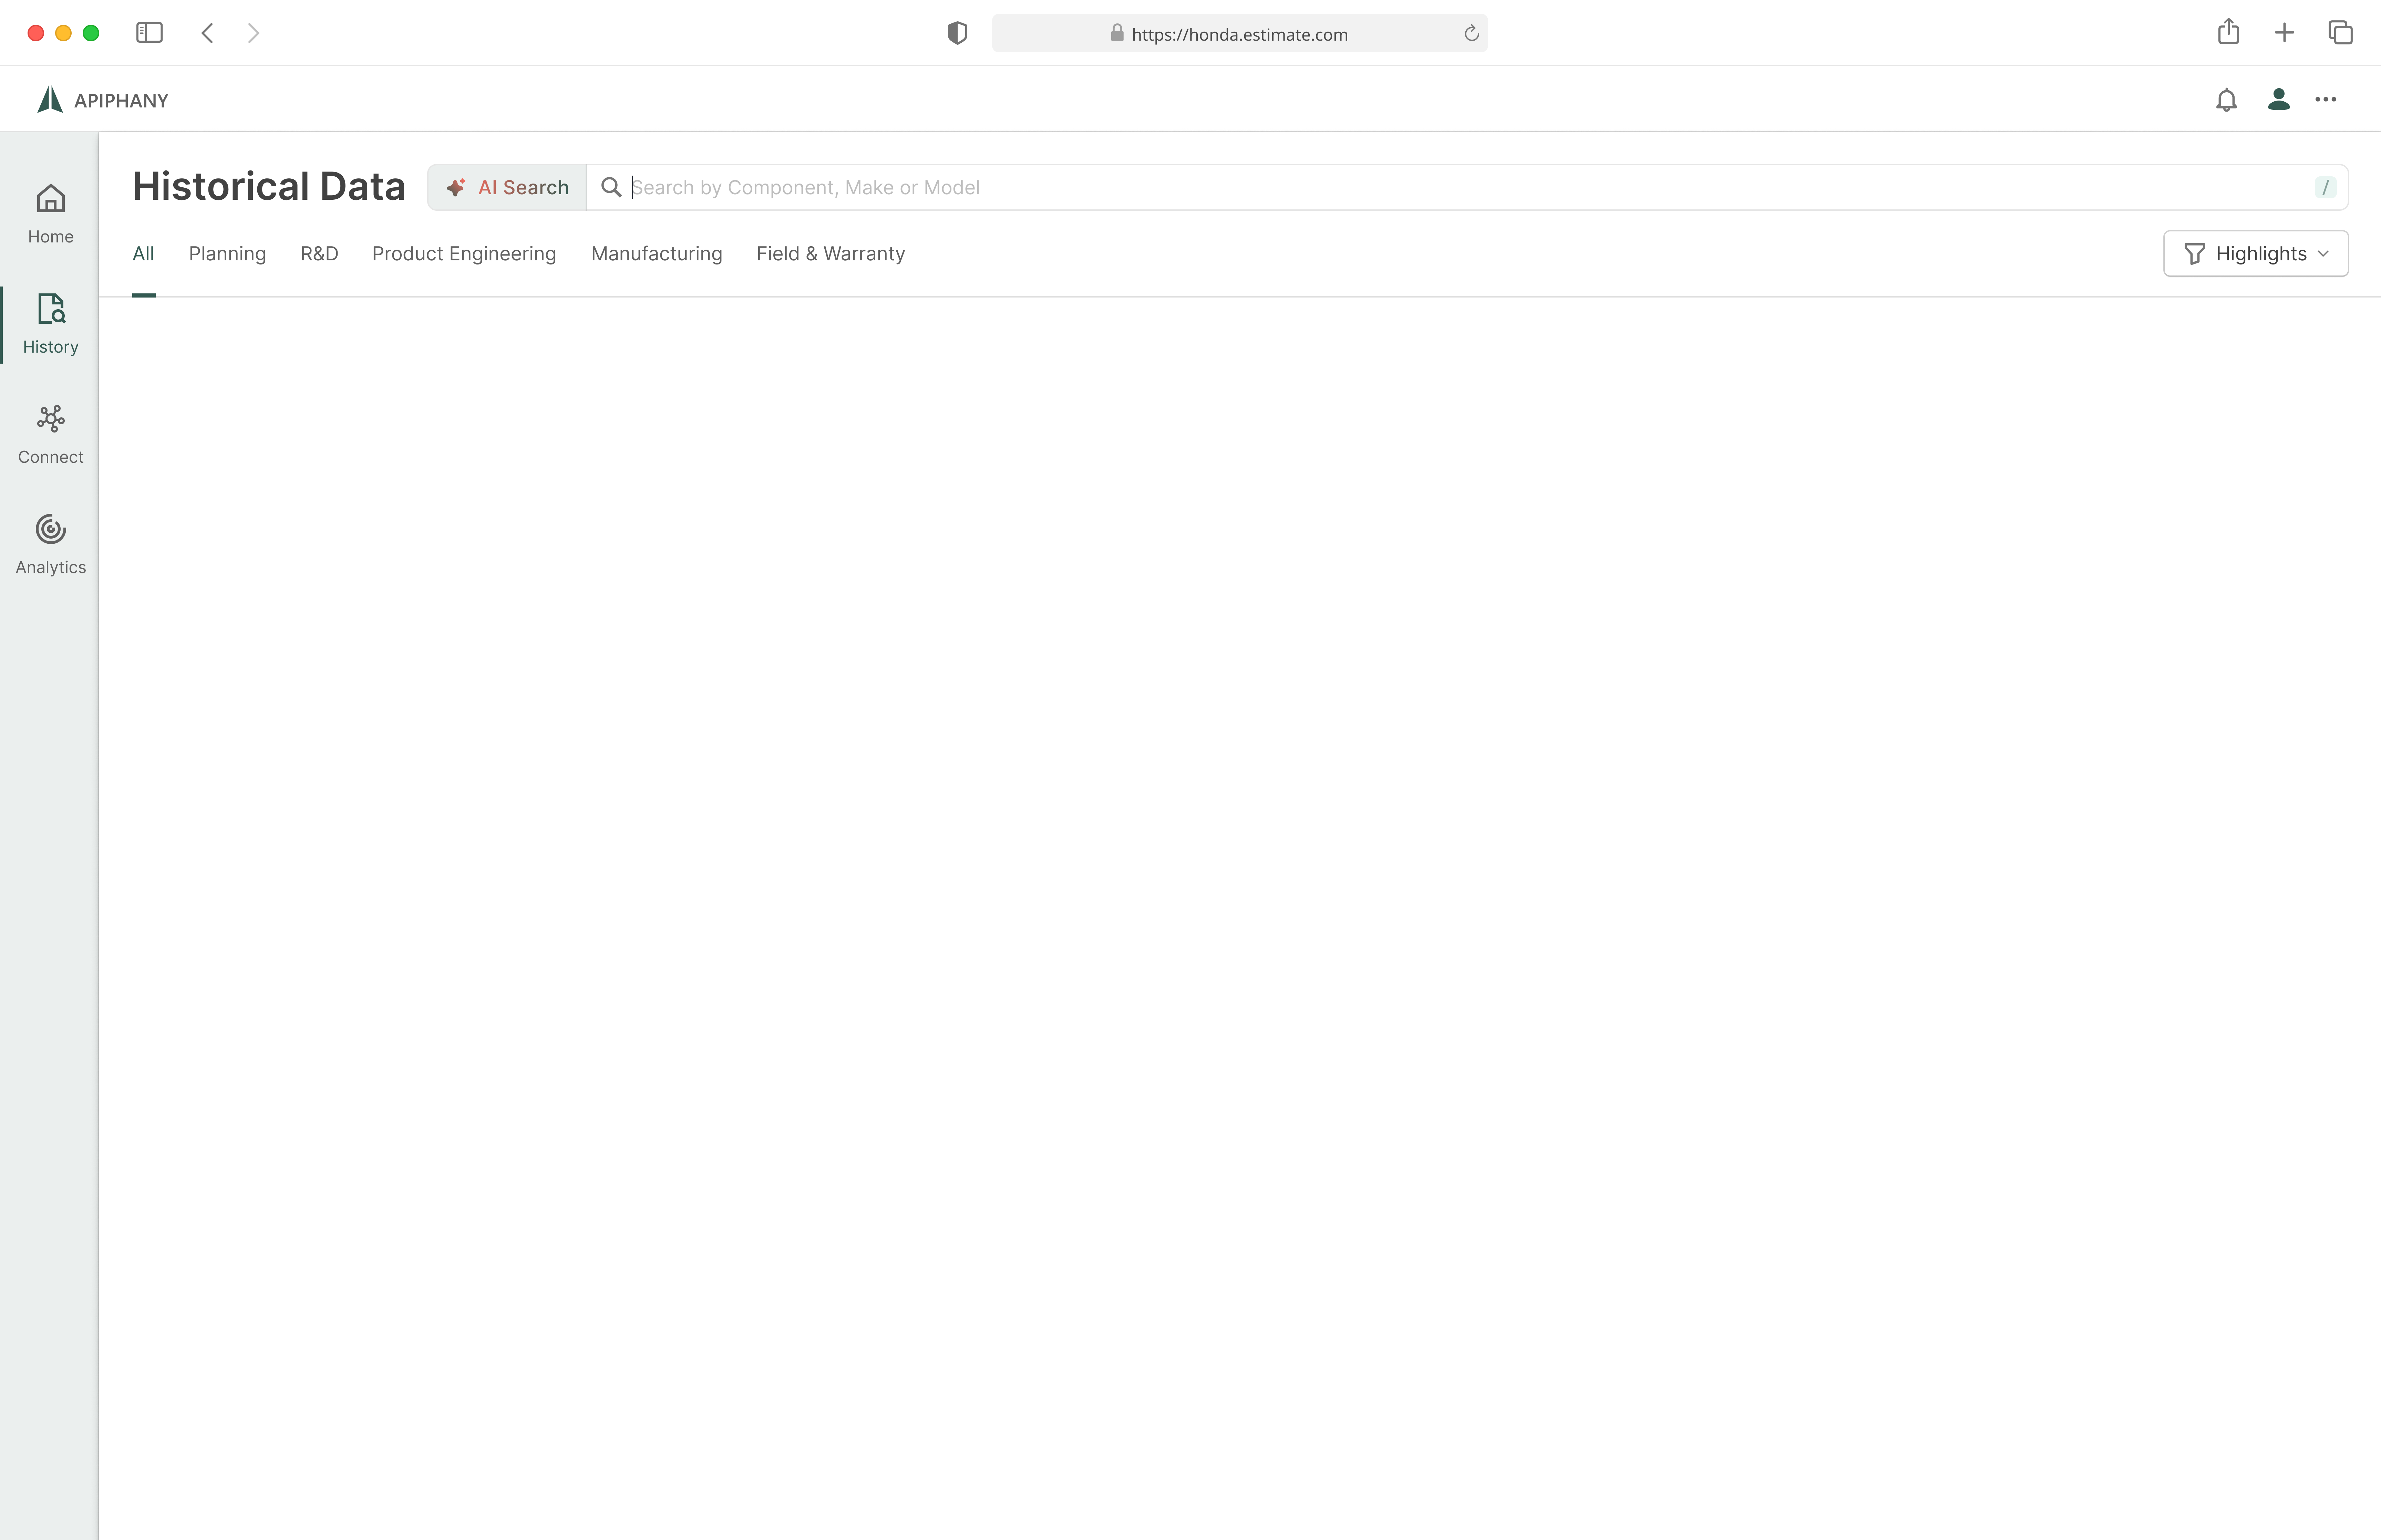 https://honda.estimate.com
APIPHANY
Home
History
Connect
Analytics
Historical Data
AI Search
Search by Component, Make or Model
/
All Planning R&D Product Engineering Manufacturing Field & Warranty
Highlights